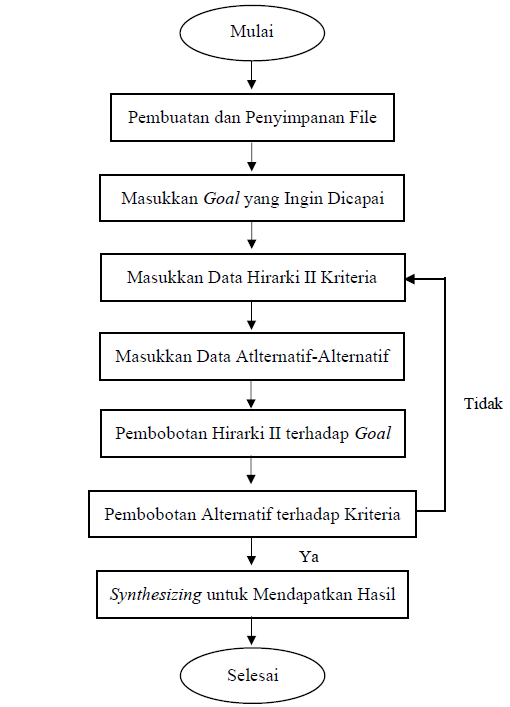 Mulai
Pembuatan dan Penyimpanan File
Masukkan Goal yang Ingin Dicapai
Masukkan Data Hirarki II Kriteria
Masukkan Data Atlternatif-Alternatif
Tidak
Pembobotan Hirarki II terhadap Goal
Pembobotan Alternatif terhadap Kriteria
Ya
Synthesizing untuk Mendapatkan Hasil
Selesai